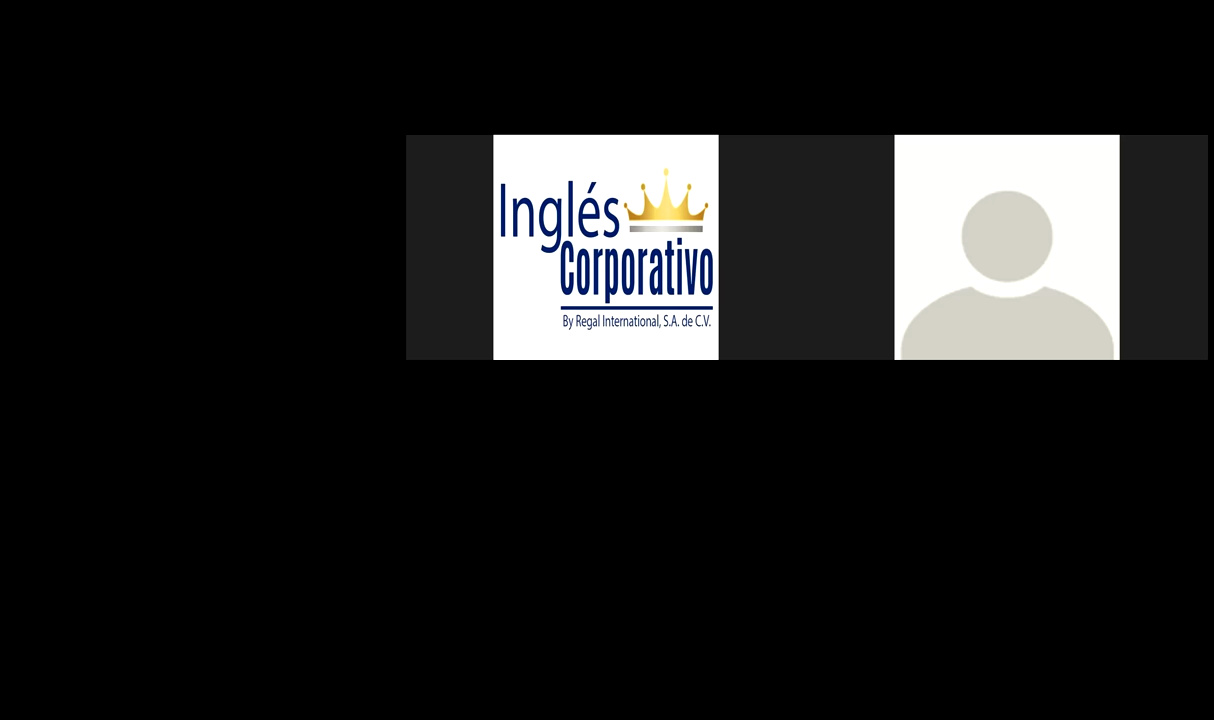 Inglés
Corporativo
By Regal International, S.A. de C.V.